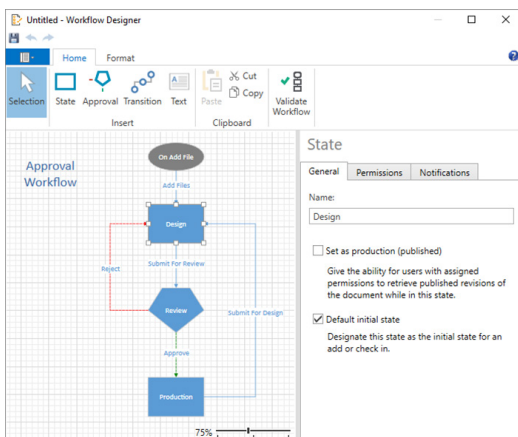 Untitled - Workflow Designer
Home Format
Selection State Approval Transition Text Paste Cut Copy Validate Workflow
Insert Clipboard
Approval
Workflow
On Add File
Add Files
Design
Submit For Review
Reject
Review
Submit For Design
Approve
Production
75%
State
General Permissions Notifications
Name:
Design
Set as production (published)
Give the ability for users with assigned
permissions to retrieve published revisions of
the document while in this state.
Default initial state
Designate this state as the initial state for an
add or check in.